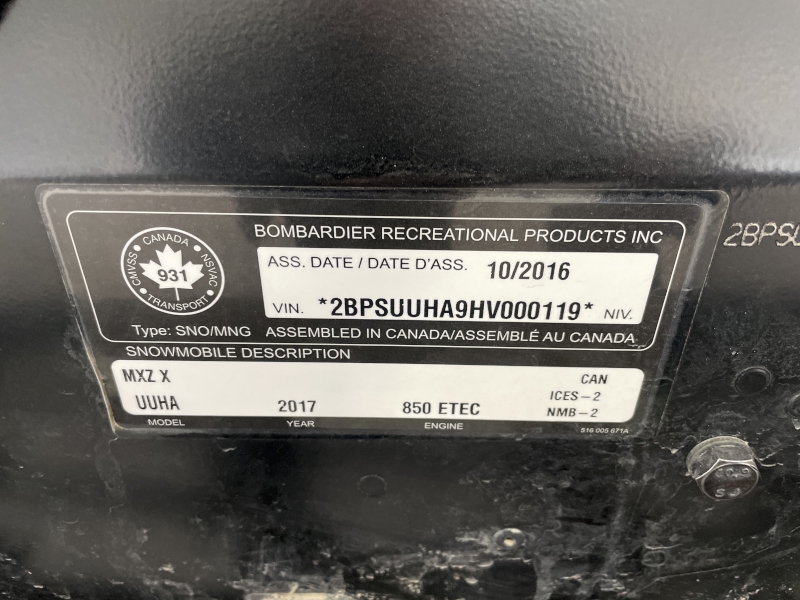 BOMBARDIER RECREATIONAL PRODUCTS INC
CANADA
CMVSS
931
NSVAC
TRANSPORT
ASS. DATE / DATE D'ASS. 10/2016
VIN. *2BPSUUHA9HV000119* NIV.
Type: SNO/MNG ASSEMBLED IN CANADA/ASSEMBLÉ AU CANADA
SNOWMOBILE DESCRIPTION
MXZ X CAN
ICES-2
UUHA 2017 850 ETEC NMB-2
MODEL YEAR ENGINE
516 005 671A
2BPSU